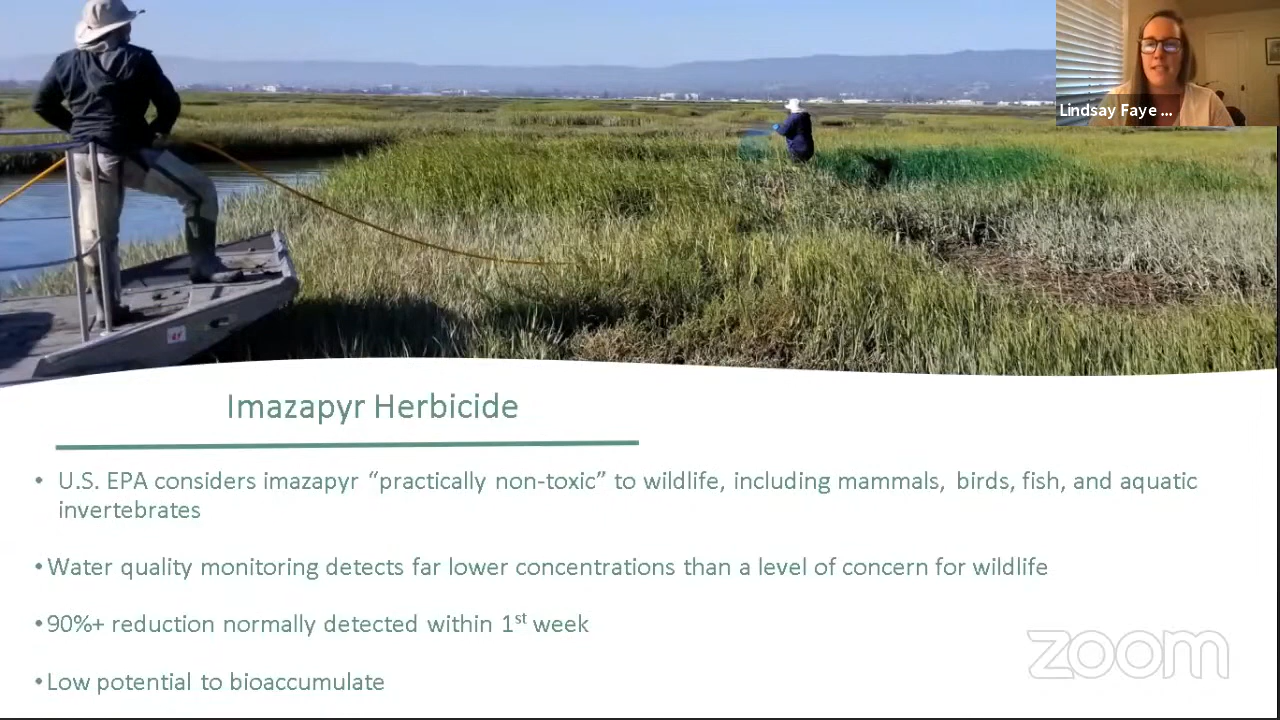 Lindsay Faye ...
Imazapyr Herbicide
• U.S. EPA considers imazapyr “practically non-toxic” to wildlife, including mammals, birds, fish, and aquatic
invertebrates
•Water quality monitoring detects far lower concentrations than a level of concern for wildlife
•90%+ reduction normally detected within 1st week
•Low potential to bioaccumulate
zoom